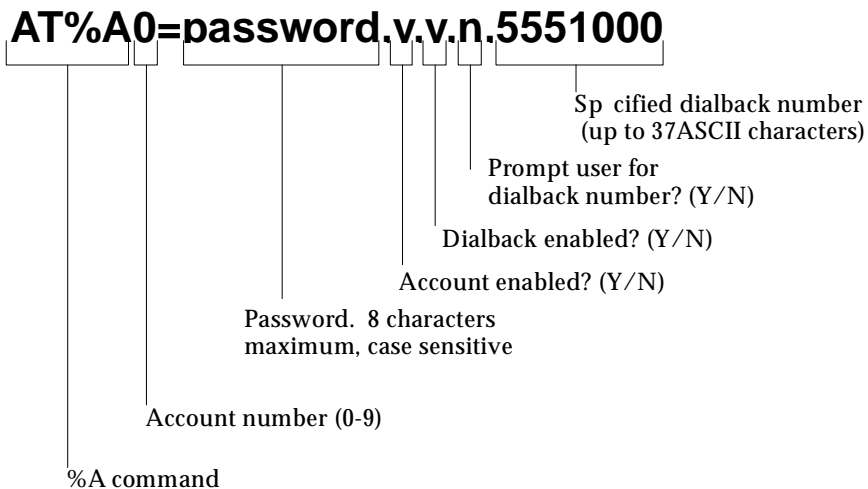 AT%A0=password,y,y,n,5551000
Sp cified dialback number
(up to 37ASCII characters)
Prompt user for
dialback number? (Y/N)
Dialback enabled? (Y/N)
Account enabled? (Y/N)
Password. 8 characters
maximum, case sensitive
Account number (0-9)
%A command